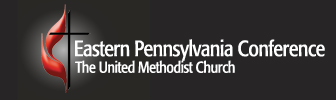 Eastern Pennsylvania Conference
The United Methodist Church